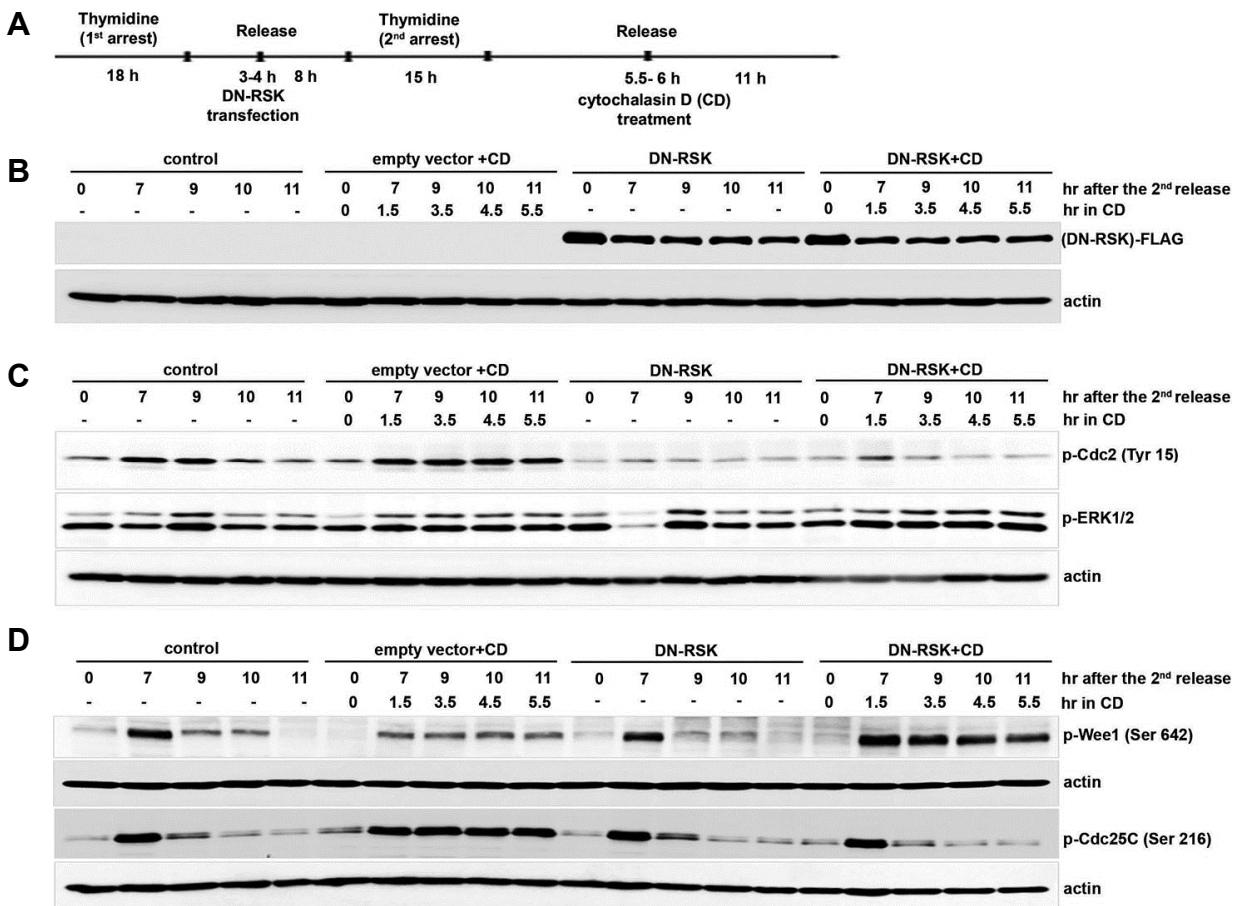 A
Thymidine
(1st arrest)
Release
Thymidine
(2nd arrest)
Release
18 h
3-4 h 8 h
15 h
5.5- 6 h
11 h
DN-RSK
transfection
cytochalasin D (CD)
treatment
B
control
empty vector +CD
DN-RSK
DN-RSK+CD
0 7 9 10 11 0 7 9 10 11 0 7 9 10 11 0 7 9 10 11 hr after the 2nd release
- - - - - 0 1.5 3.5 4.5 5.5 - - - - - 0 1.5 3.5 4.5 5.5 hr in CD
(DN-RSK)-FLAG
actin
C
control
empty vector +CD
DN-RSK
DN-RSK+CD
0 7 9 10 11 0 7 9 10 11 0 7 9 10 11 0 7 9 10 11 hr after the 2nd release
- - - - - 0 1.5 3.5 4.5 5.5 - - - - - 0 1.5 3.5 4.5 5.5 hr in CD
p-Cdc2 (Tyr 15)
p-ERK1/2
actin
D
control
empty vector+CD
DN-RSK
DN-RSK+CD
0 7 9 10 11 0 7 9 10 11 0 7 9 10 11 0 7 9 10 11 hr after the 2nd release
- - - - - 0 1.5 3.5 4.5 5.5 - - - - - 0 1.5 3.5 4.5 5.5 hr in CD
p-Wee1 (Ser 642)
actin
p-Cdc25C (Ser 216)
actin